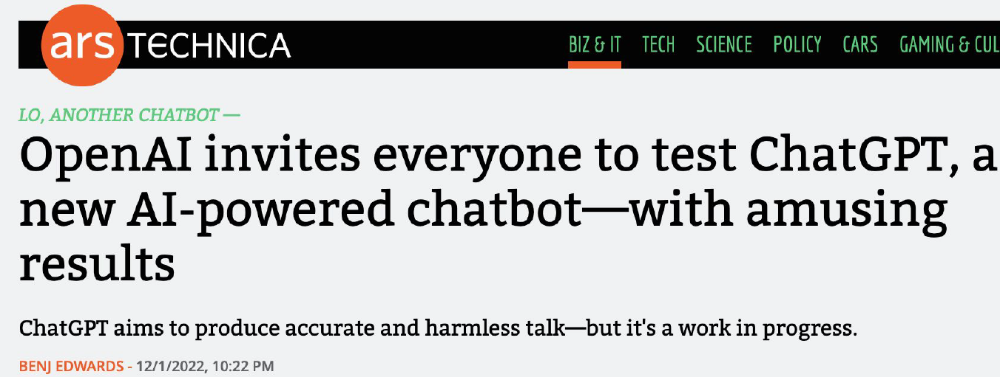 ars TECHNICA
BIZ & IT TECH SCIENCE POLICY CARS GAMING & CUL
LO, ANOTHER CHATBOT —
OpenAI invites everyone to test ChatGPT, a
new AI-powered chatbot—with amusing
results
ChatGPT aims to produce accurate and harmless talk—but it's a work in progress.
BENJ EDWARDS - 12/1/2022, 10:22 PM